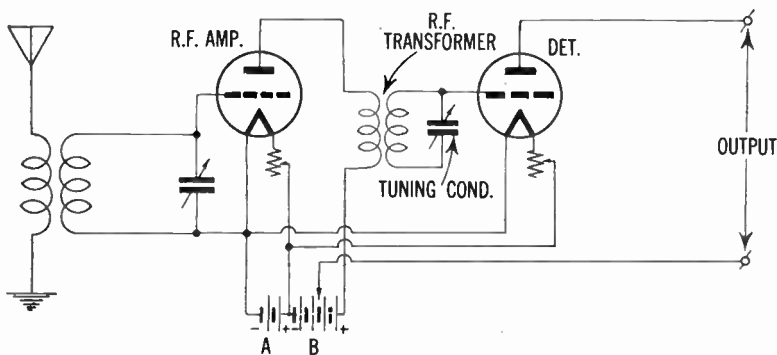 R.F. AMP.
R.F.
TRANSFORMER
DET.
TUNING COND.
OUTPUT
- + - +
A B